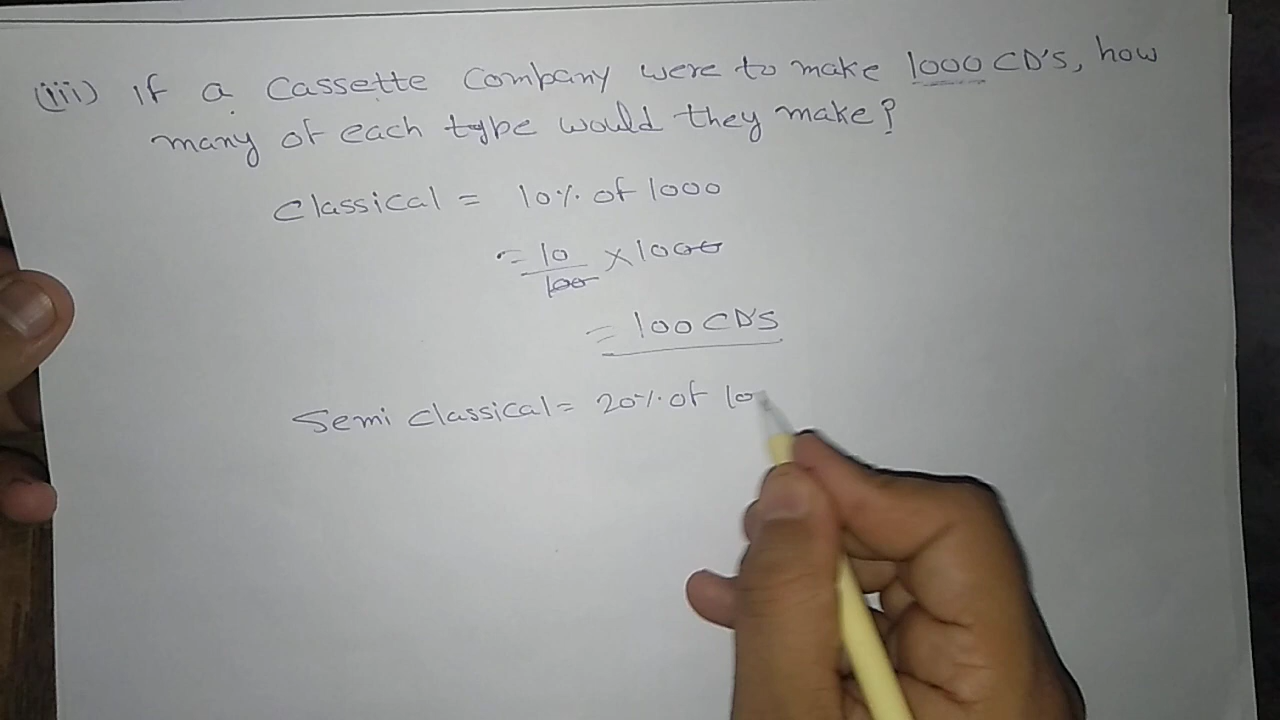 (iii) If a Cassette Company were to make 1000 CD's, how
many of each type would they make?
Classical = 10% of 1000
= 10/100 × 1000
= 100 CD'S
Semi classical = 20% of 10